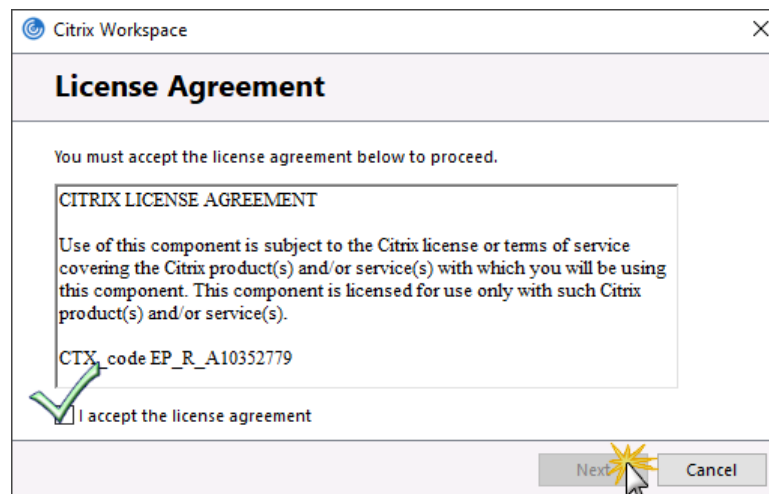 Citrix Workspace
License Agreement
You must accept the license agreement below to proceed.
CITRIX LICENSE AGREEMENT
Use of this component is subject to the Citrix license or terms of service
covering the Citrix product(s) and/or service(s) with which you will be using
this component. This component is licensed for use only with such Citrix
product(s) and/or service(s).
CTX_code EP_R_A10352779
I accept the license agreement
Next
Cancel